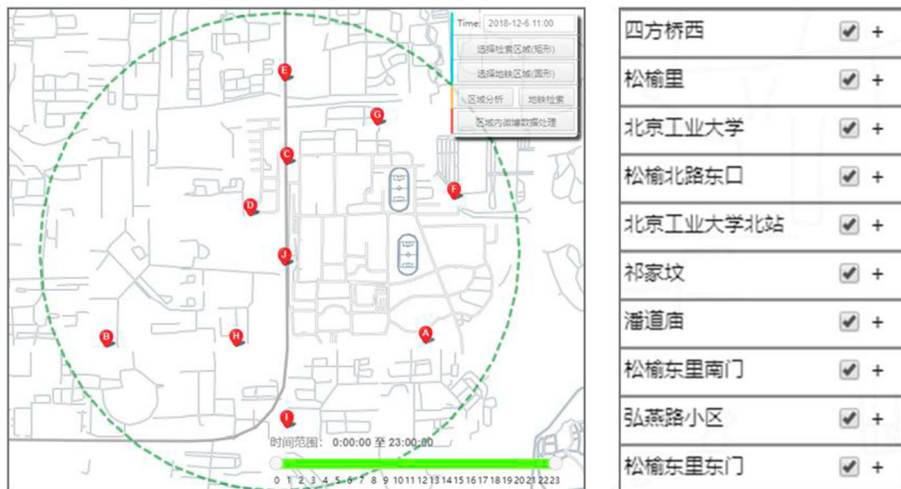 Time: 2018-12-6 11:00
选择检索区域(矩形)
选择地铁区域(圆形)
区域分析 地铁检索
区域内微博数据处理
E
G
C
F
D
J
B
H
A
I
时间范围: 0:00:00 至 23:00:00
0 1 2 3 4 5 6 7 8 9 10 11 12 13 14 15 16 17 18 19 20 21 22 23
四方桥西 +
松榆里 +
北京工业大学 +
松榆北路东口 +
北京工业大学北站 +
祁家坟 +
潘道庙 +
松榆东里南门 +
弘燕路小区 +
松榆东里东门 +